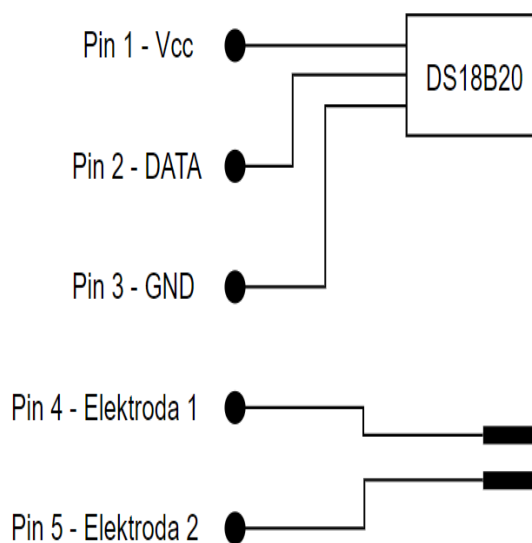 Pin 1 - Vcc
DS18B20
Pin 2 - DATA
Pin 3 - GND
Pin 4 - Elektroda 1
Pin 5 - Elektroda 2